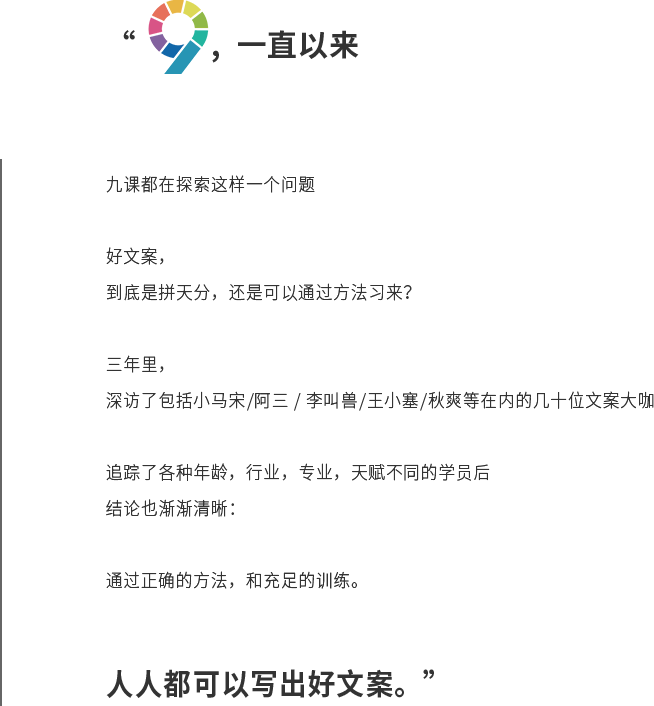 “9，一直以来
九课都在探索这样一个问题
好文案，
到底是拼天分，还是可以通过方法习来？
三年里，
深访了包括小马宋/阿三 / 李叫兽/王小塞/秋爽等在内的几十位文案大咖
追踪了各种年龄，行业，专业，天赋不同的学员后
结论也渐渐清晰：
通过正确的方法，和充足的训练。
人人都可以写出好文案。”